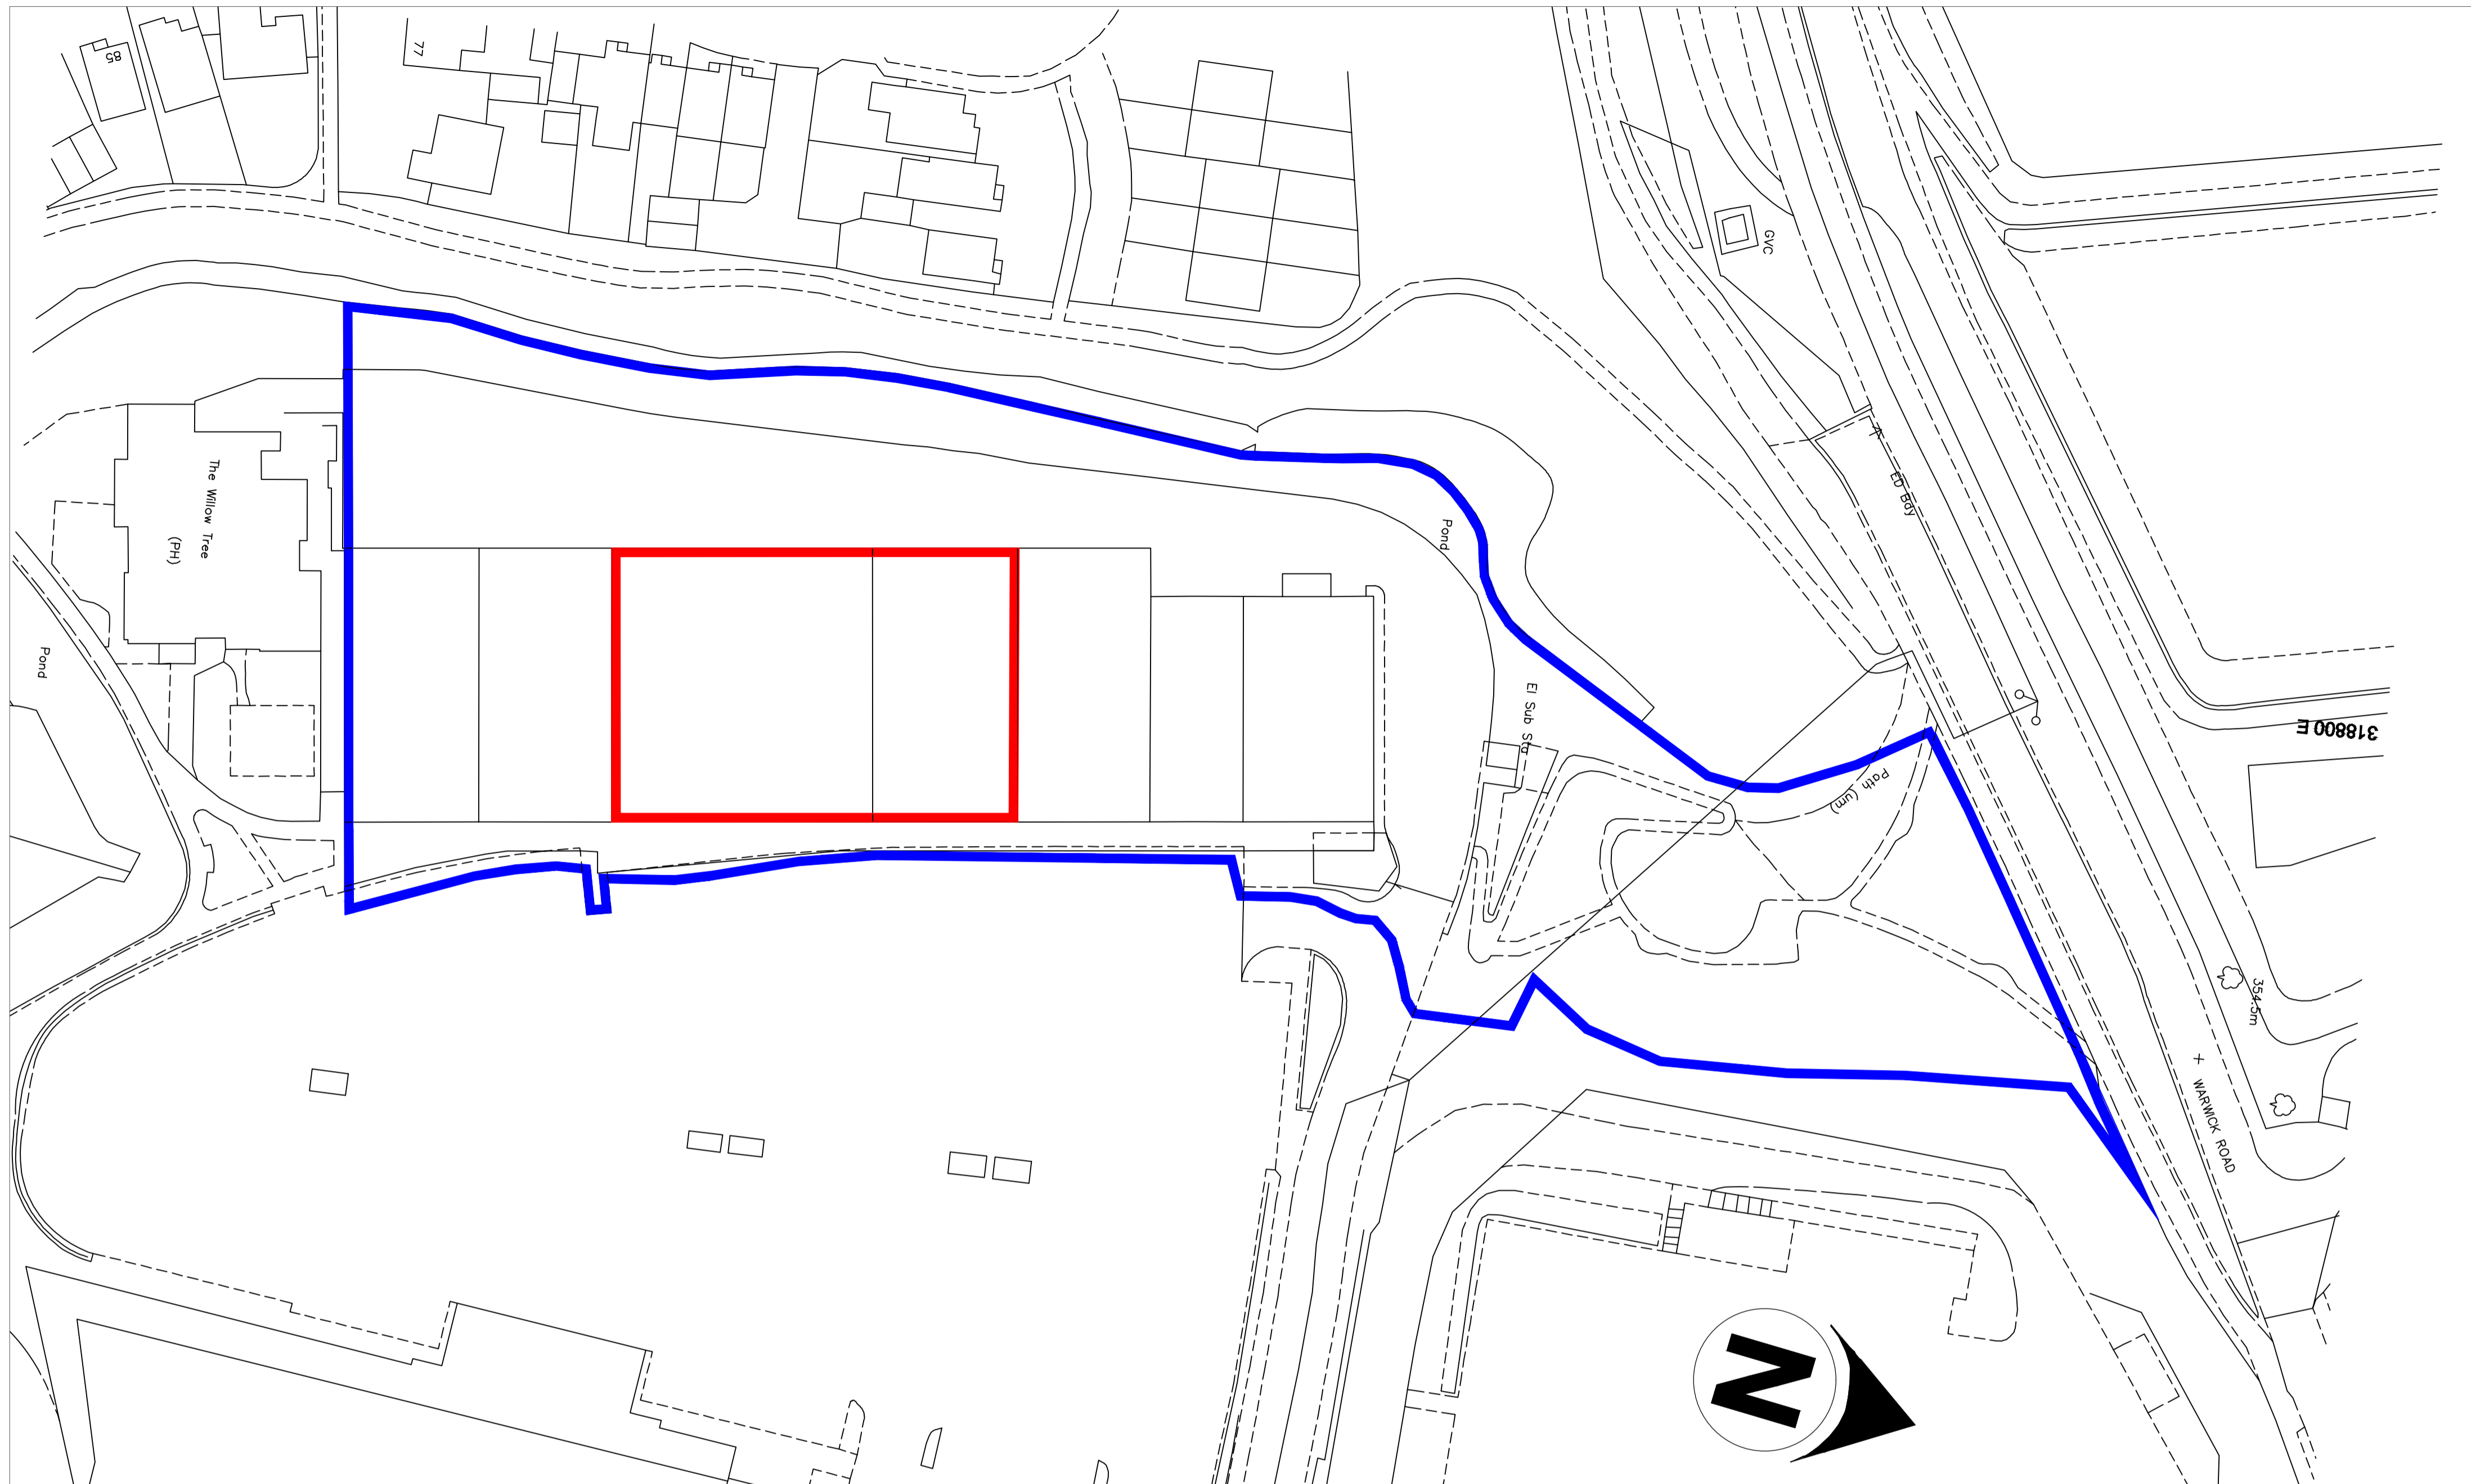 85
77
GVC
The Willow Tree
(PH)
Pond
Pond
El Sub Sta
ED Bdy
Path (um)
318800 E
354.5m
WARWICK ROAD
N